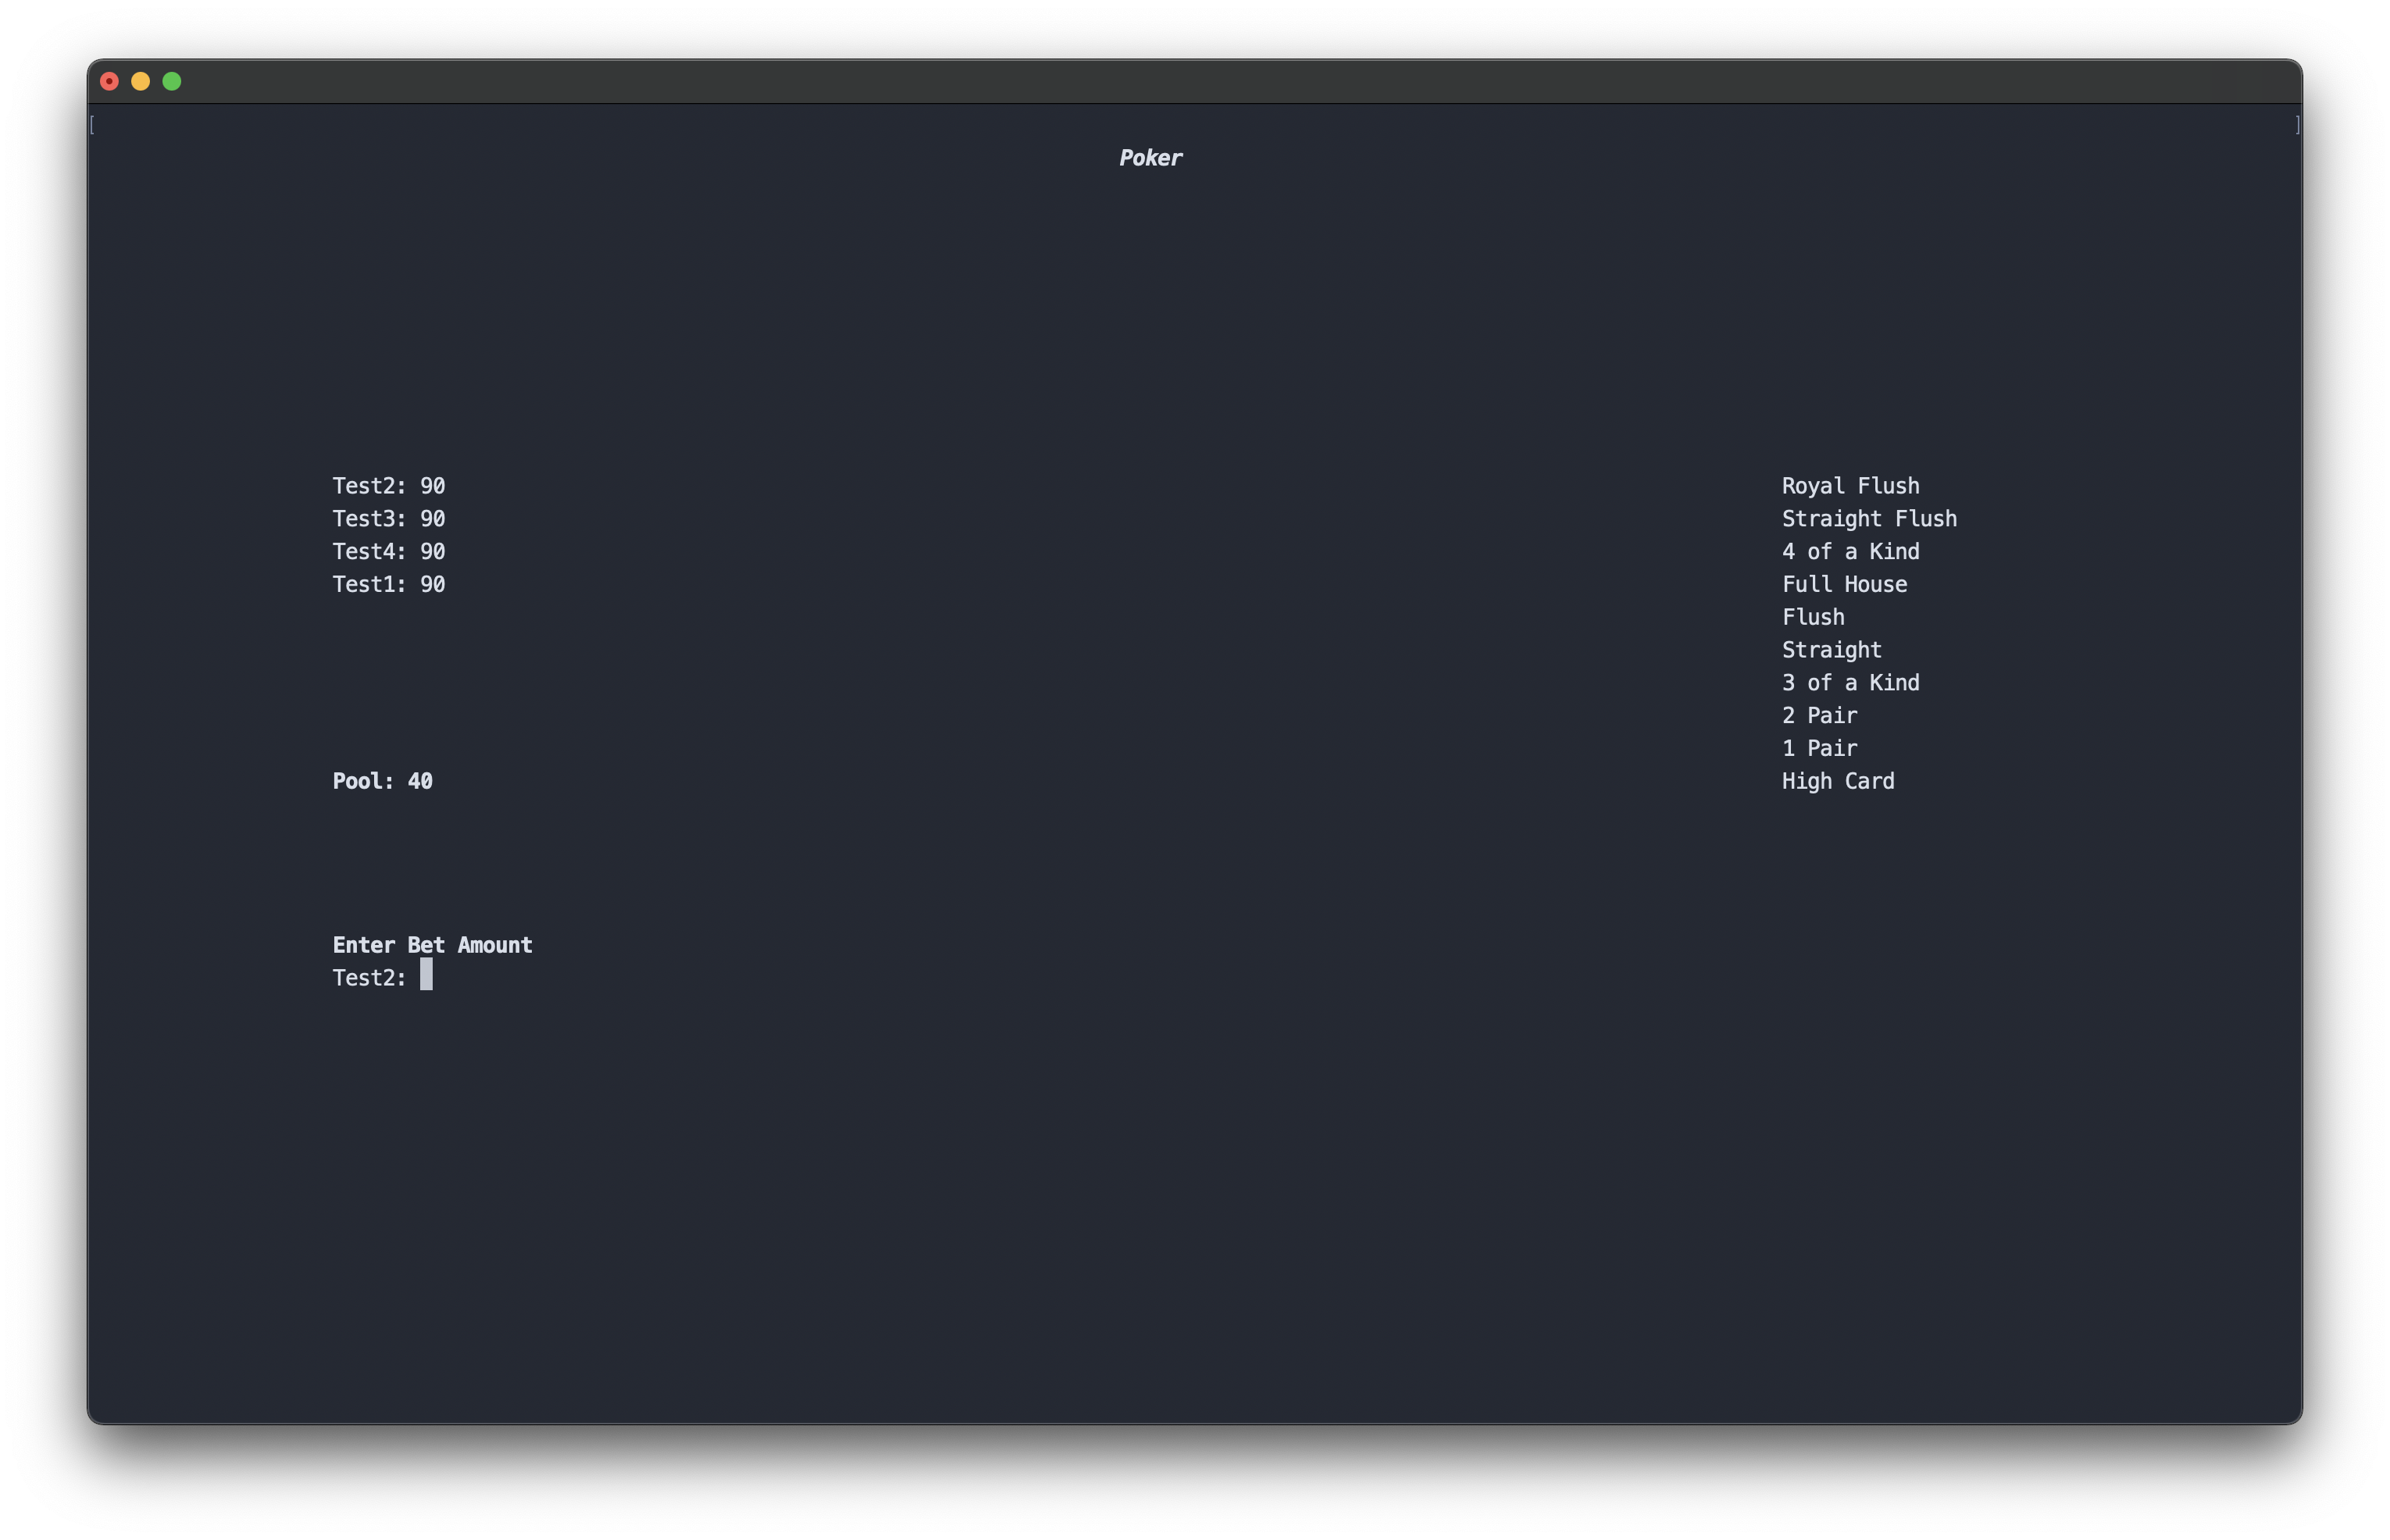 [ ]
Poker
Test2: 90
Test3: 90
Test4: 90
Test1: 90
Pool: 40
Royal Flush
Straight Flush
4 of a Kind
Full House
Flush
Straight
3 of a Kind
2 Pair
1 Pair
High Card
Enter Bet Amount
Test2: